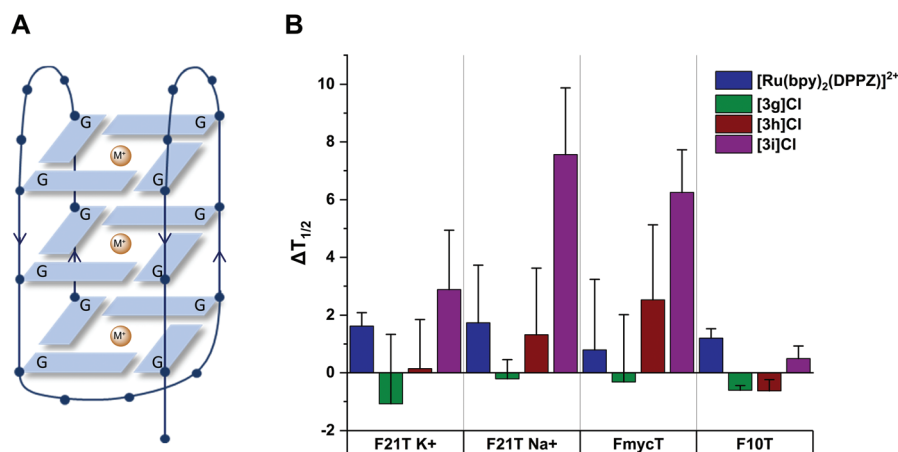 A
G
G
M⁺
G
G
G
M⁺
G
G
G
M⁺
G
G
B
ΔT1/2
10
8
6
4
2
0
-2
[Ru(bpy)2(DPPZ)]2+
[3g]Cl
[3h]Cl
[3i]Cl
F21T K+
F21T Na+
FmycT
F10T